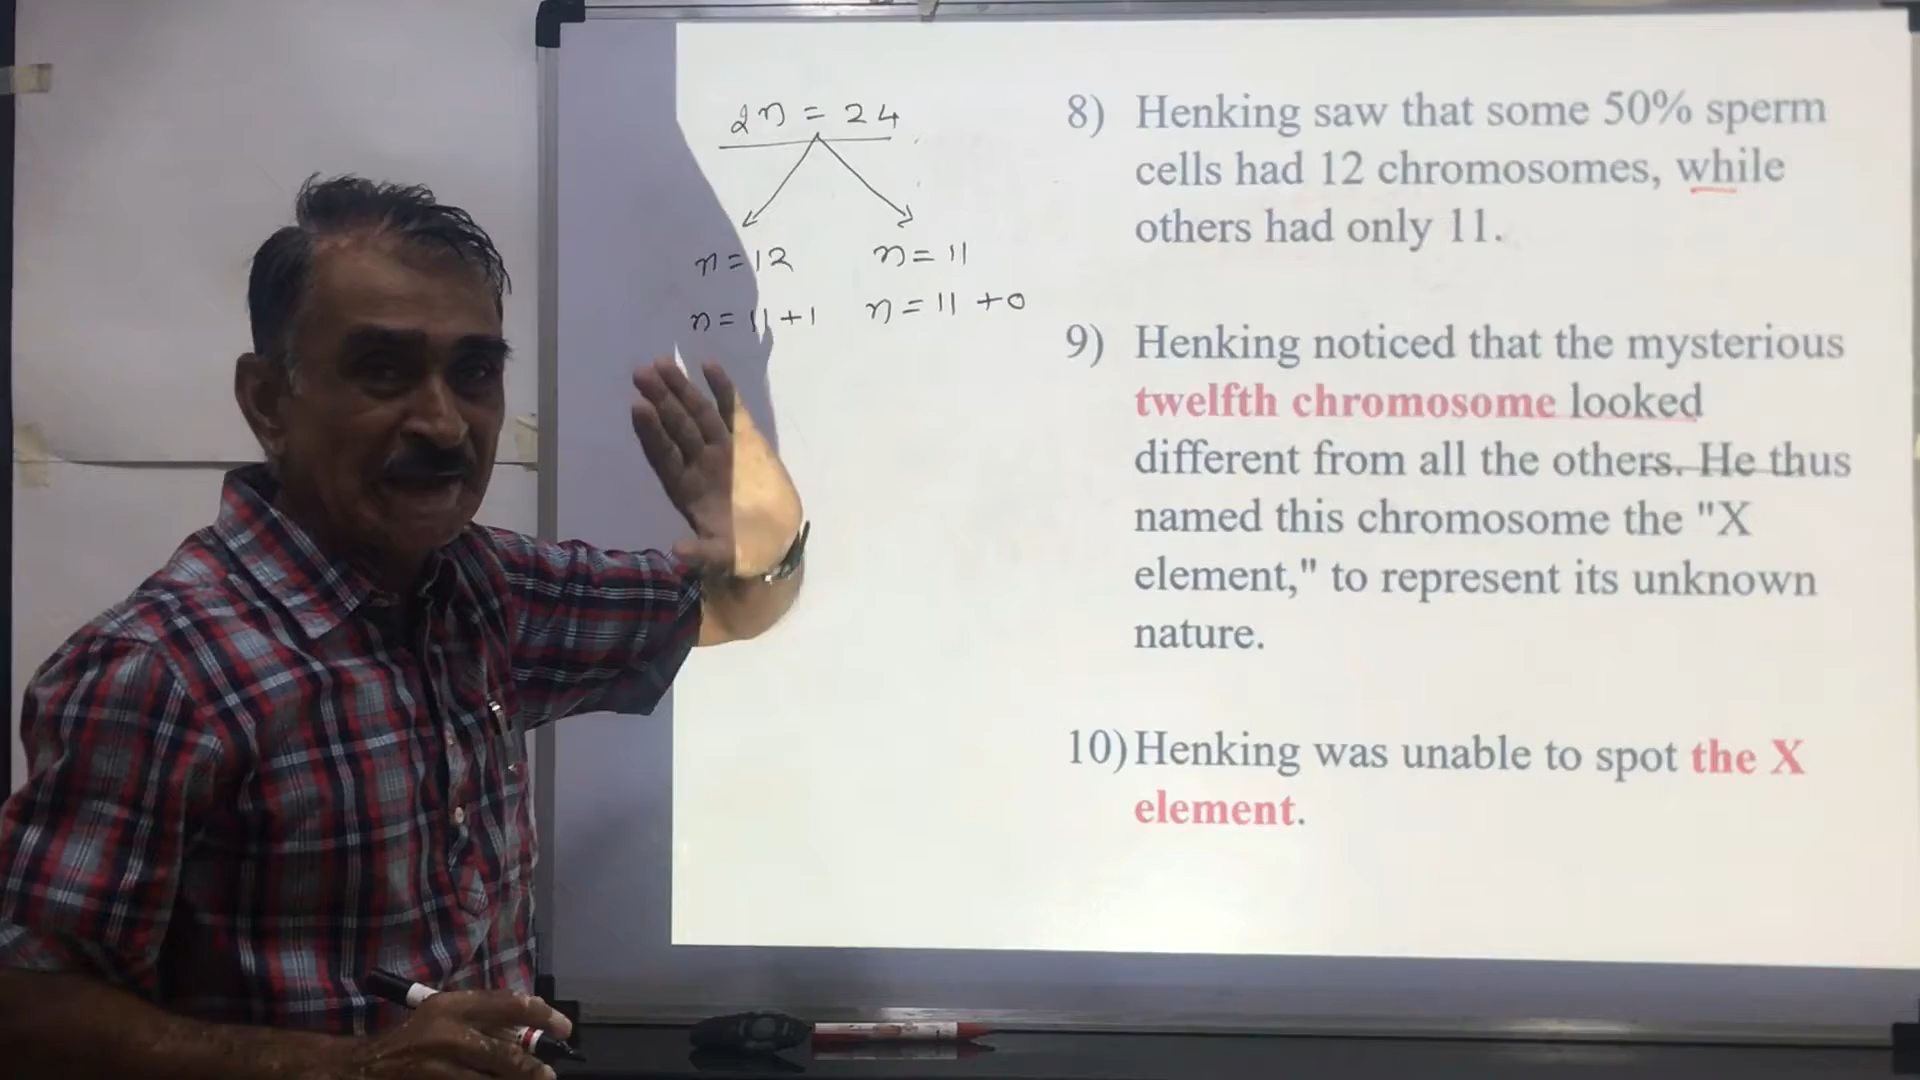 2n = 24
n = 12 n = 11
n = 11 + 1 n = 11 + 0
8) Henking saw that some 50% sperm
cells had 12 chromosomes, while
others had only 11.
9) Henking noticed that the mysterious
twelfth chromosome looked
different from all the others. He thus
named this chromosome the "X
element," to represent its unknown
nature.
10) Henking was unable to spot the X
element.